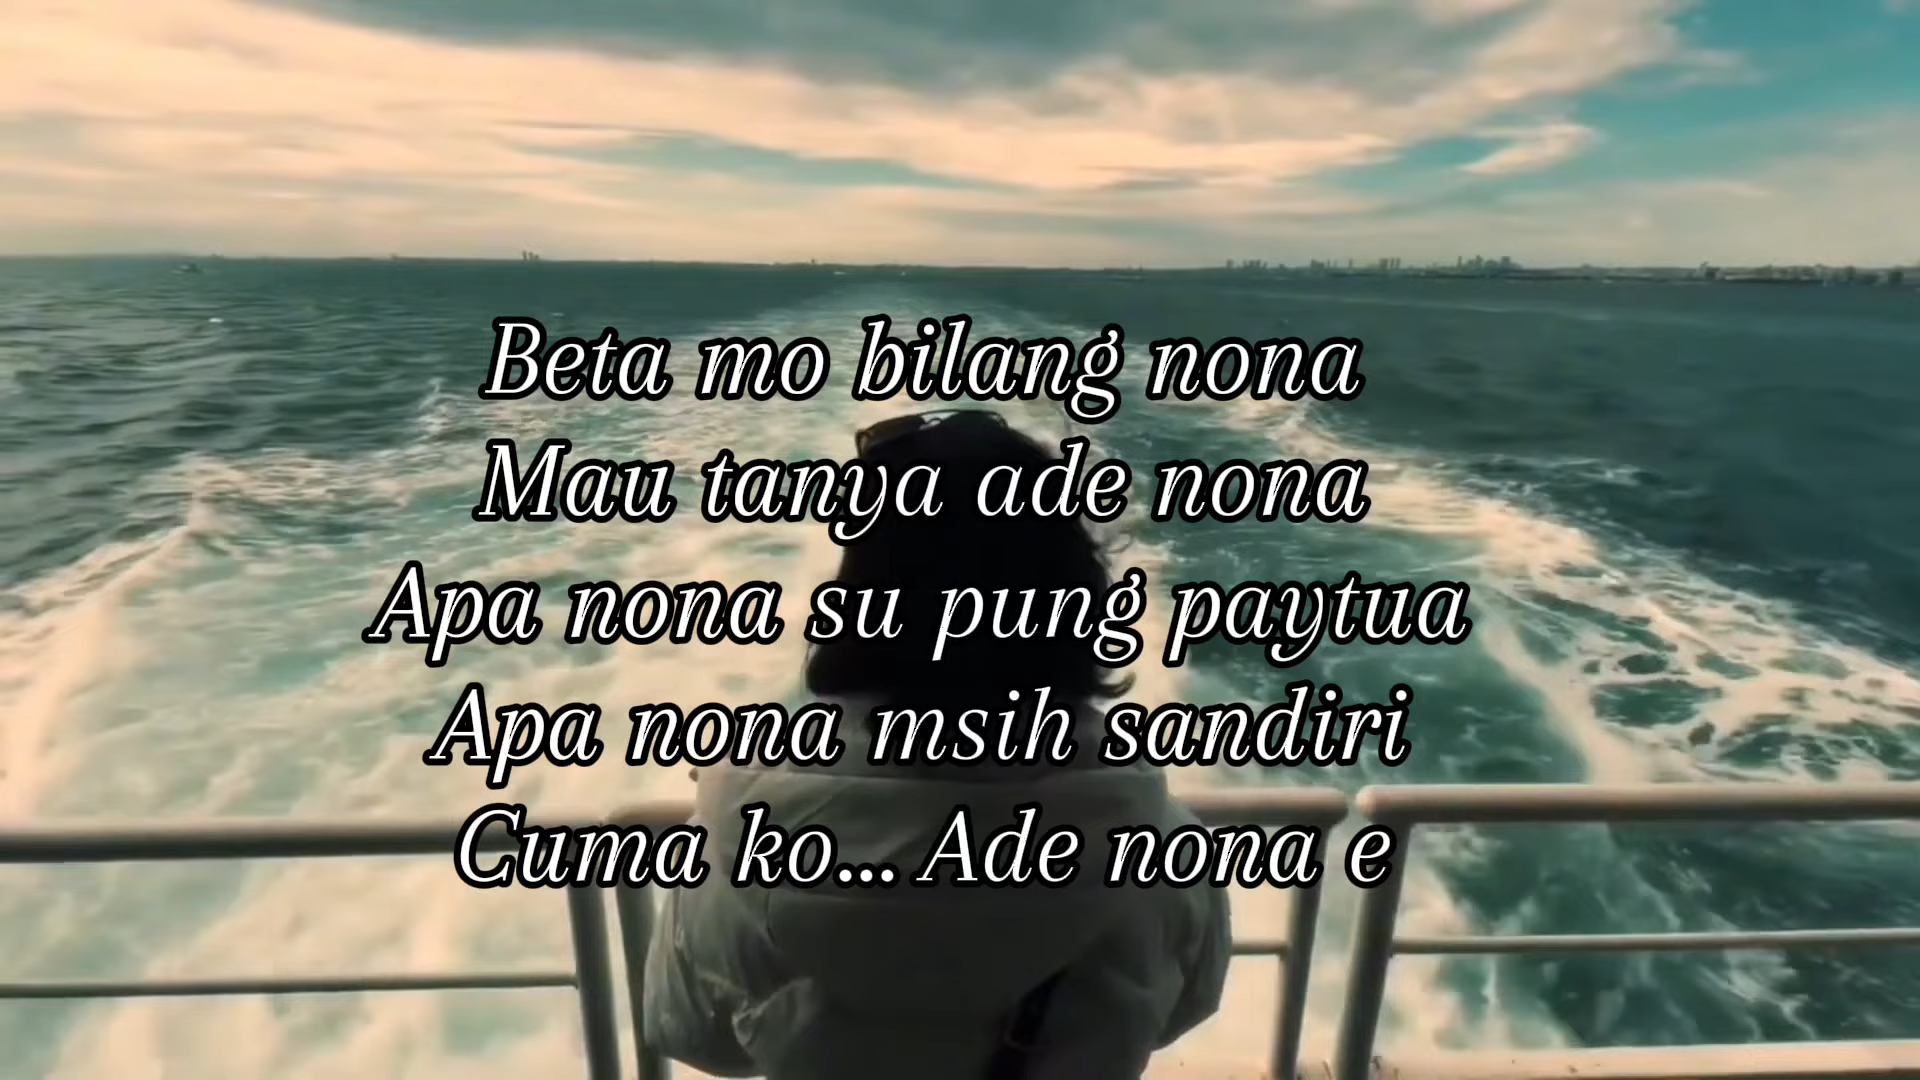 Beta mo bilang nona
Mau tanya ade nona
Apa nona su pung paytua
Apa nona msih sandiri
Cuma ko... Ade nona e